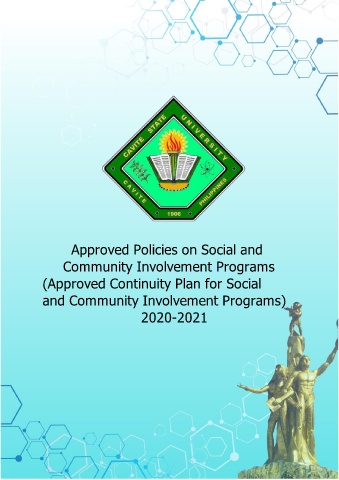 CAVITE STATE UNIVERSITY
CAVITE
PHILIPPINES
1906
Approved Policies on Social and
Community Involvement Programs
(Approved Continuity Plan for Social
and Community Involvement Programs)
2020-2021